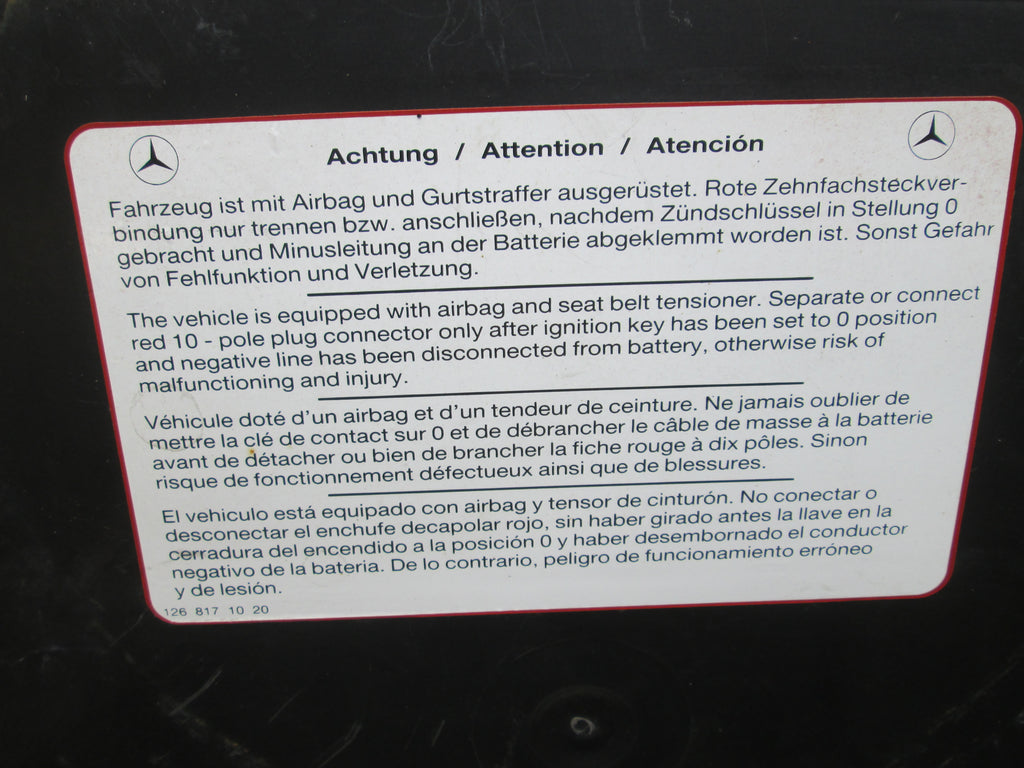 Achtung / Attention / Atención
Fahrzeug ist mit Airbag und Gurtstraffer ausgerüstet. Rote Zehnfachsteckver-
bindung nur trennen bzw. anschließen, nachdem Zündschlüssel in Stellung 0
gebracht und Minusleitung an der Batterie abgeklemmt worden ist. Sonst Gefahr
von Fehlfunktion und Verletzung.
The vehicle is equipped with airbag and seat belt tensioner. Separate or connect
red 10 - pole plug connector only after ignition key has been set to 0 position
and negative line has been disconnected from battery, otherwise risk of
malfunctioning and injury.
Véhicule doté d'un airbag et d'un tendeur de ceinture. Ne jamais oublier de
mettre la clé de contact sur 0 et de débrancher le câble de masse à la batterie
avant de détacher ou bien de brancher la fiche rouge à dix pôles. Sinon
risque de fonctionnement défectueux ainsi que de blessures.
El vehiculo está equipado con airbag y tensor de cinturón. No conectar o
desconectar el enchufe decapolar rojo, sin haber girado antes la llave en la
cerradura del encendido a la posición 0 y haber desembornado el conductor
negativo de la bateria. De lo contrario, peligro de funcionamiento erróneo
y de lesión.
126 817 10 20